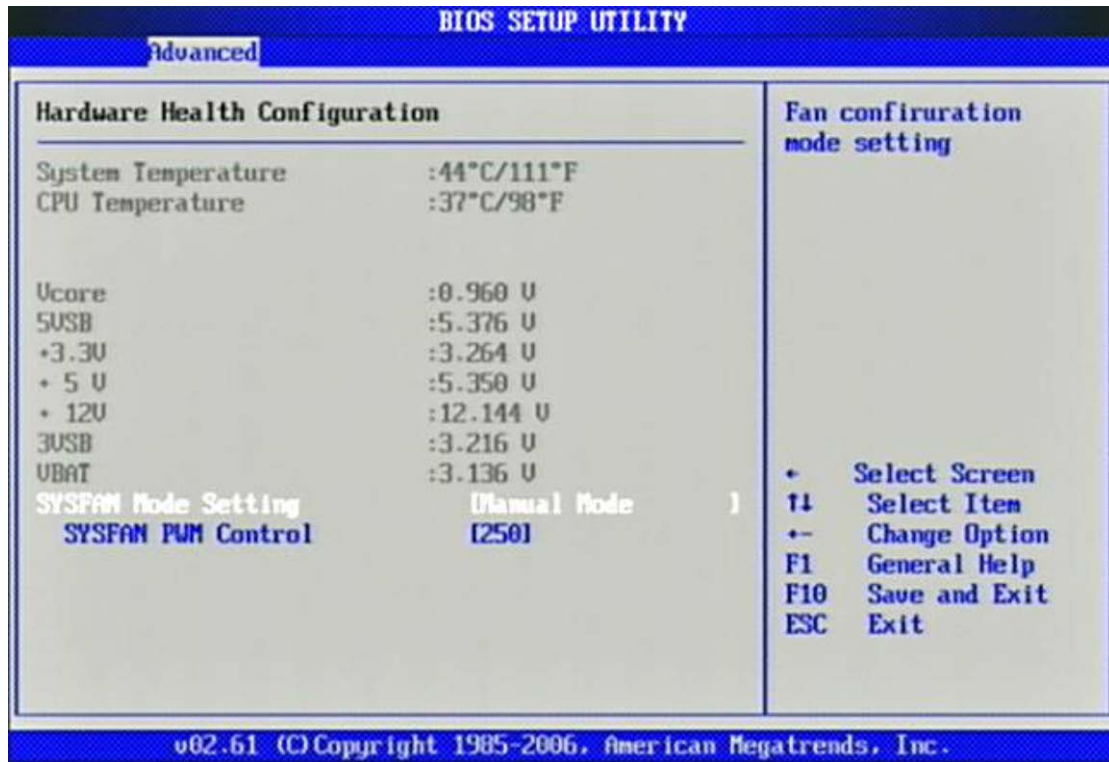 BIOS SETUP UTILITY
Advanced
Hardware Health Configuration
System Temperature :44°C/111°F
CPU Temperature :37°C/98°F
Vcore :0.960 V
5VSB :5.376 V
+3.3V :3.264 V
+ 5 V :5.350 V
+ 12V :12.144 V
3VSB :3.216 V
VBAT :3.136 V
SYSFAN Mode Setting [Manual Mode ]
SYSFAN PWM Control [250]
Fan confiruration
mode setting
← Select Screen
↑↓ Select Item
+- Change Option
F1 General Help
F10 Save and Exit
ESC Exit
v02.61 (C)Copyright 1985-2006, American Megatrends, Inc.